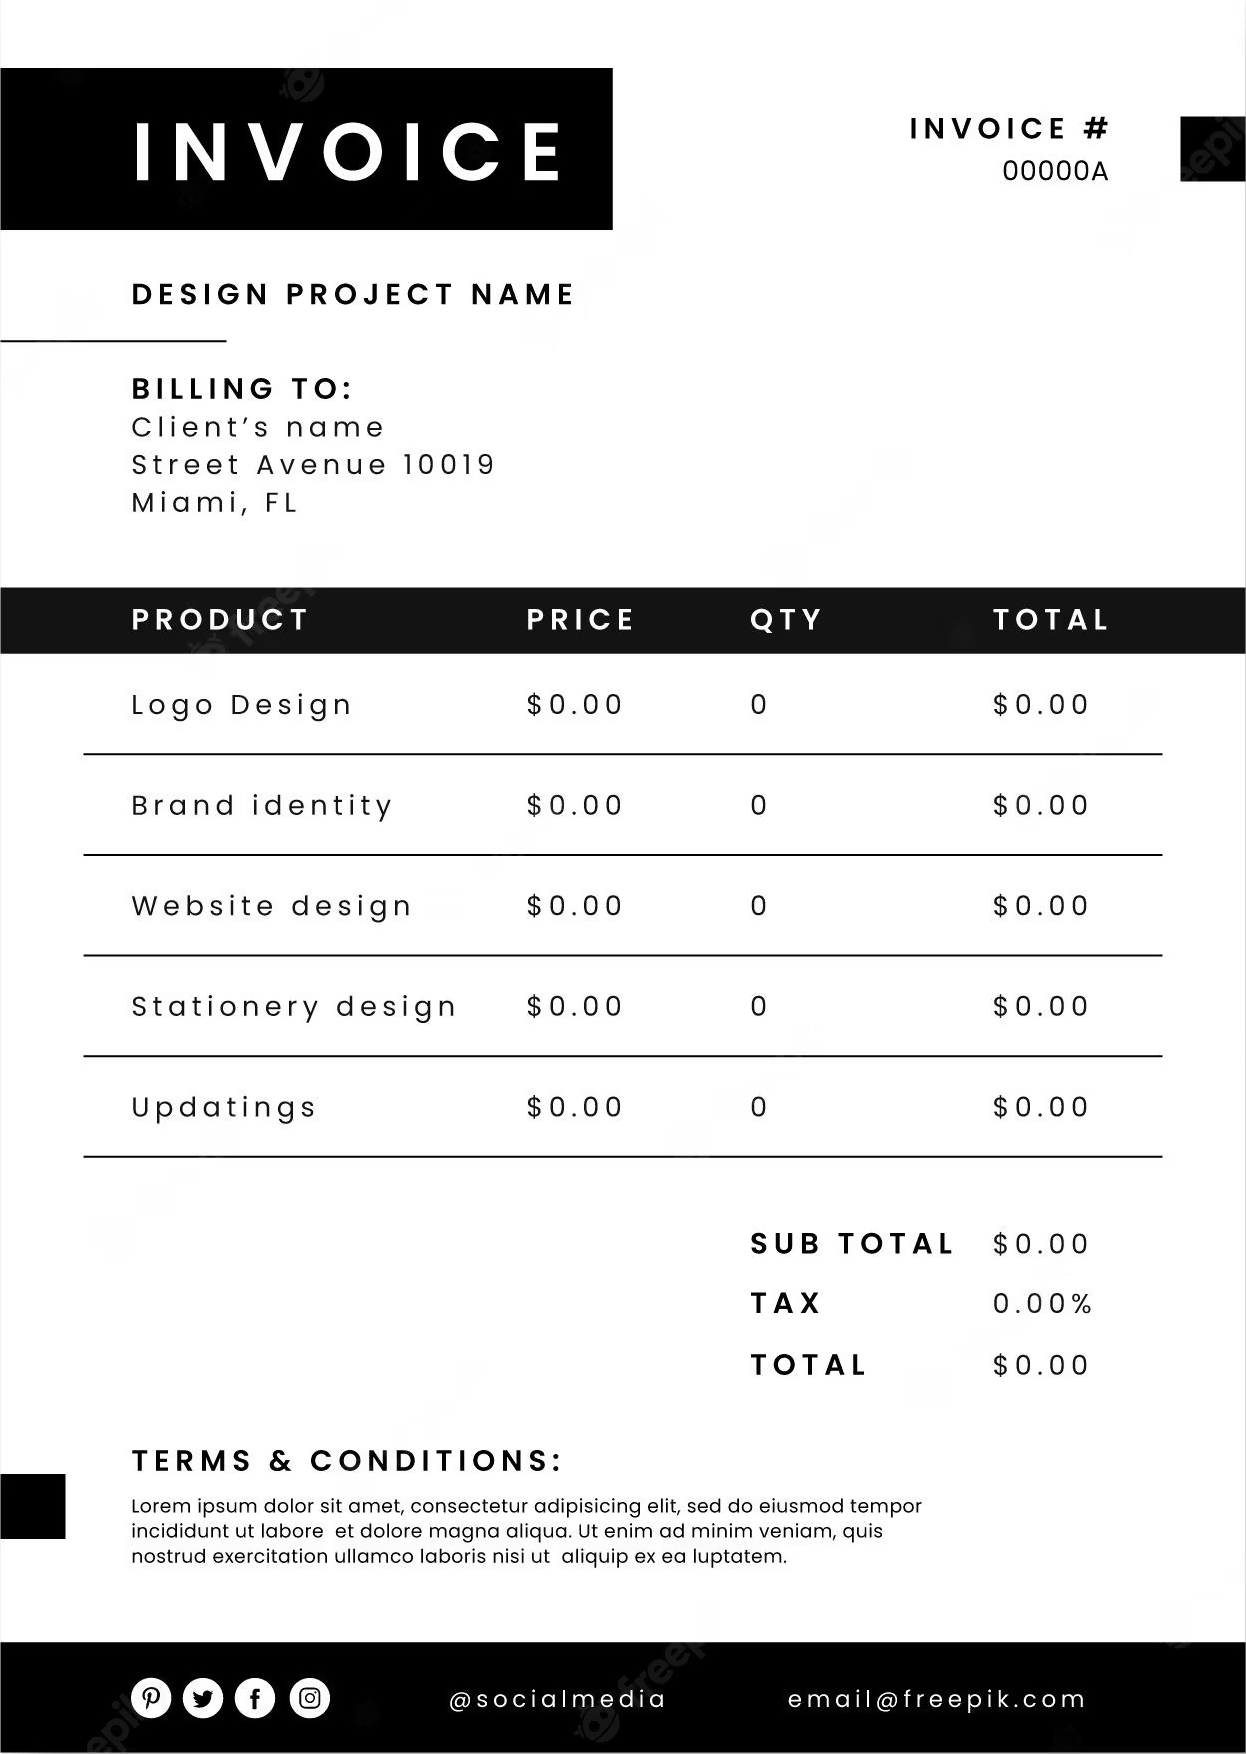 INVOICE
INVOICE #
00000A
DESIGN PROJECT NAME
BILLING TO:
Client’s name
Street Avenue 10019
Miami, FL
PRODUCT PRICE QTY TOTAL
Logo Design $0.00 0 $0.00
Brand identity $0.00 0 $0.00
Website design $0.00 0 $0.00
Stationery design $0.00 0 $0.00
Updatings $0.00 0 $0.00
SUB TOTAL $0.00
TAX 0.00%
TOTAL $0.00
TERMS & CONDITIONS:
Lorem ipsum dolor sit amet, consectetur adipisicing elit, sed do eiusmod tempor
incididunt ut labore  et dolore magna aliqua. Ut enim ad minim veniam, quis
nostrud exercitation ullamco laboris nisi ut  aliquip ex ea luptatem.
@socialmedia email@freepik.com